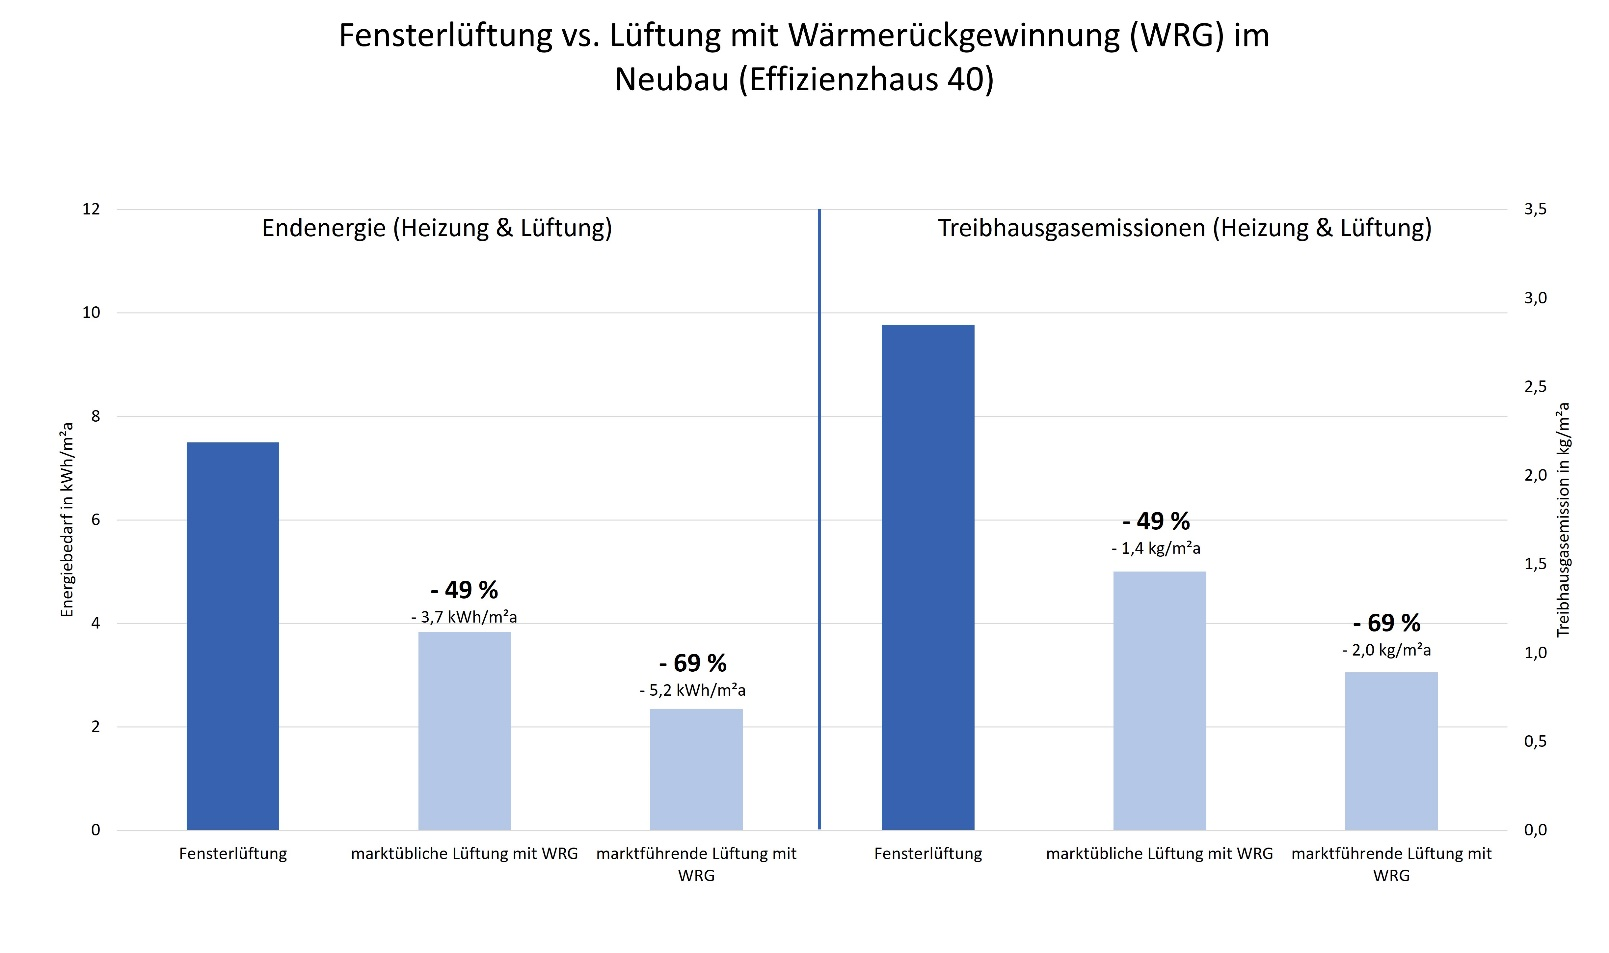 Fensterlüftung vs. Lüftung mit Wärmerückgewinnung (WRG) im
Neubau (Effizienzhaus 40)
Endenergie (Heizung & Lüftung)
Treibhausgasemissionen (Heizung & Lüftung)
Energiebedarf in kWh/m²a
12
10
8
6
4
2
0
- 49 %
- 3,7 kWh/m²a
- 69 %
- 5,2 kWh/m²a
- 49 %
- 1,4 kg/m²a
- 69 %
- 2,0 kg/m²a
3,5
3,0
2,5
2,0
1,5
1,0
0,5
0,0
Treibhausgasemission in kg/m²a
Fensterlüftung
marktübliche Lüftung mit WRG
marktführende Lüftung mit
WRG
Fensterlüftung
marktübliche Lüftung mit WRG
marktführende Lüftung mit
WRG